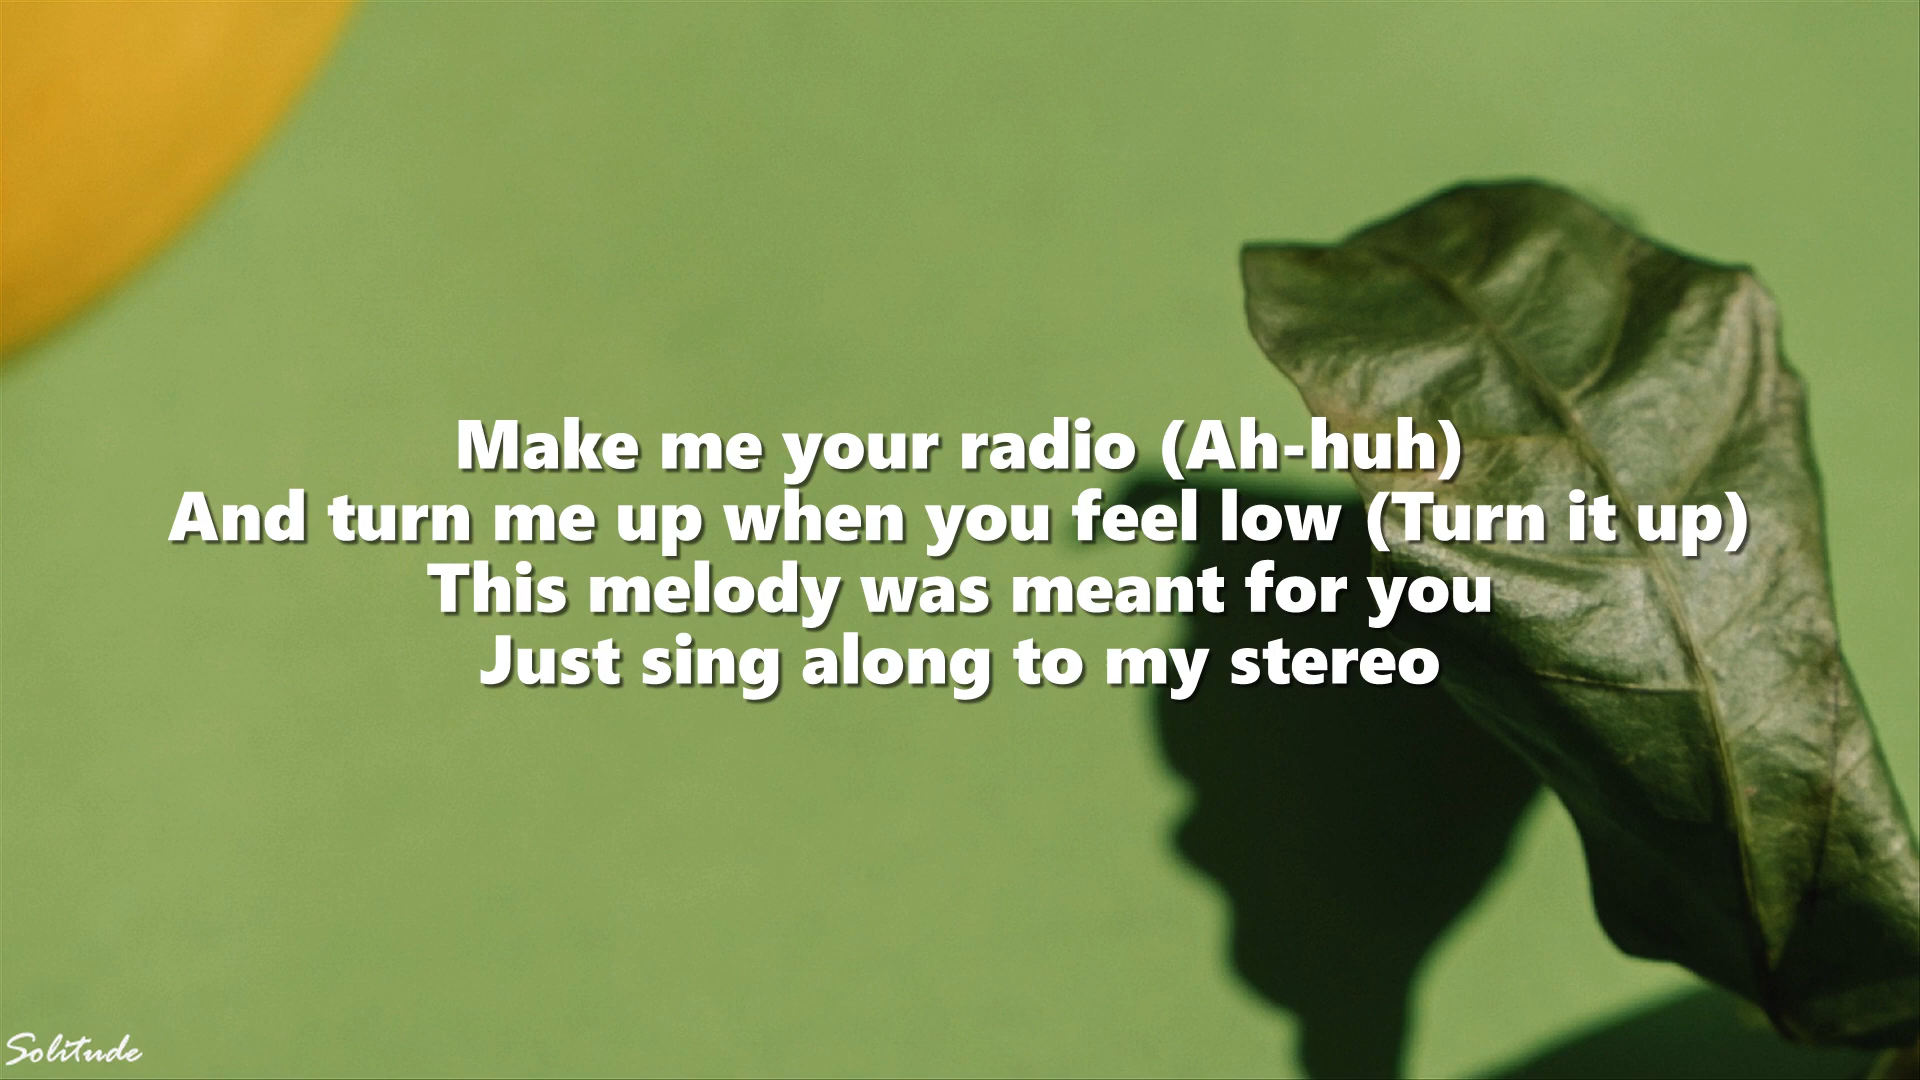 Make me your radio (Ah-huh)
And turn me up when you feel low (Turn it up)
This melody was meant for you
Just sing along to my stereo
Solitude